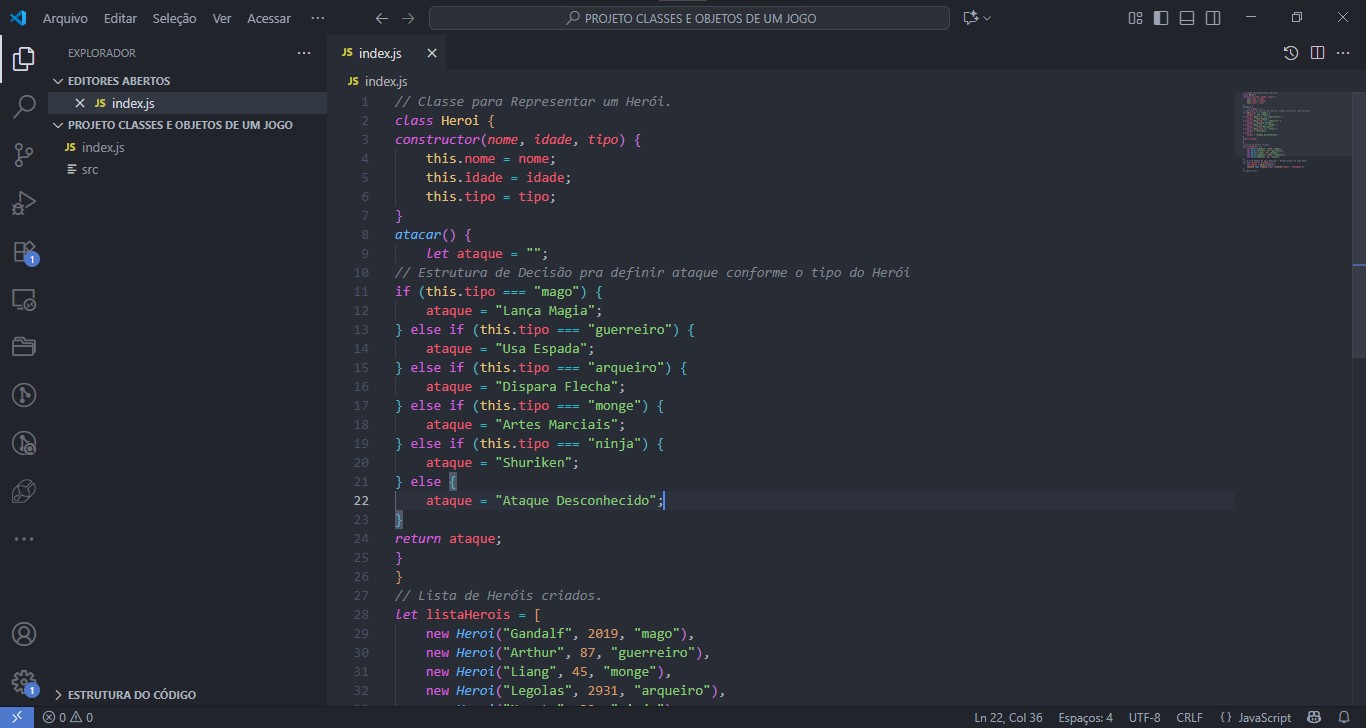 Arquivo Editar Seleção Ver Acessar ···
PROJETO CLASSES E OBJETOS DE UM JOGO
EXPLORADOR ···
EDITORES ABERTOS
JS index.js
PROJETO CLASSES E OBJETOS DE UM JOGO
JS index.js
src
ESTRUTURA DO CÓDIGO
1
1
JS index.js
JS index.js
1 // Classe para Representar um Herói.
2 class Heroi {
3 constructor(nome, idade, tipo) {
4 this.nome = nome;
5 this.idade = idade;
6 this.tipo = tipo;
7 }
8 atacar() {
9 let ataque = "";
10 // Estrutura de Decisão pra definir ataque conforme o tipo do Herói
11 if (this.tipo === "mago") {
12 ataque = "Lança Magia";
13 } else if (this.tipo === "guerreiro") {
14 ataque = "Usa Espada";
15 } else if (this.tipo === "arqueiro") {
16 ataque = "Dispara Flecha";
17 } else if (this.tipo === "monge") {
18 ataque = "Artes Marciais";
19 } else if (this.tipo === "ninja") {
20 ataque = "Shuriken";
21 } else {
22 ataque = "Ataque Desconhecido";
23 }
24 return ataque;
25 }
26 }
27 // Lista de Heróis criados.
28 let listaHerois = [
29 new Heroi("Gandalf", 2019, "mago"),
30 new Heroi("Arthur", 87, "guerreiro"),
31 new Heroi("Liang", 45, "monge"),
32 new Heroi("Legolas", 2931, "arqueiro"),
0 0
Ln 22, Col 36 Espaços: 4 UTF-8 CRLF {} JavaScript